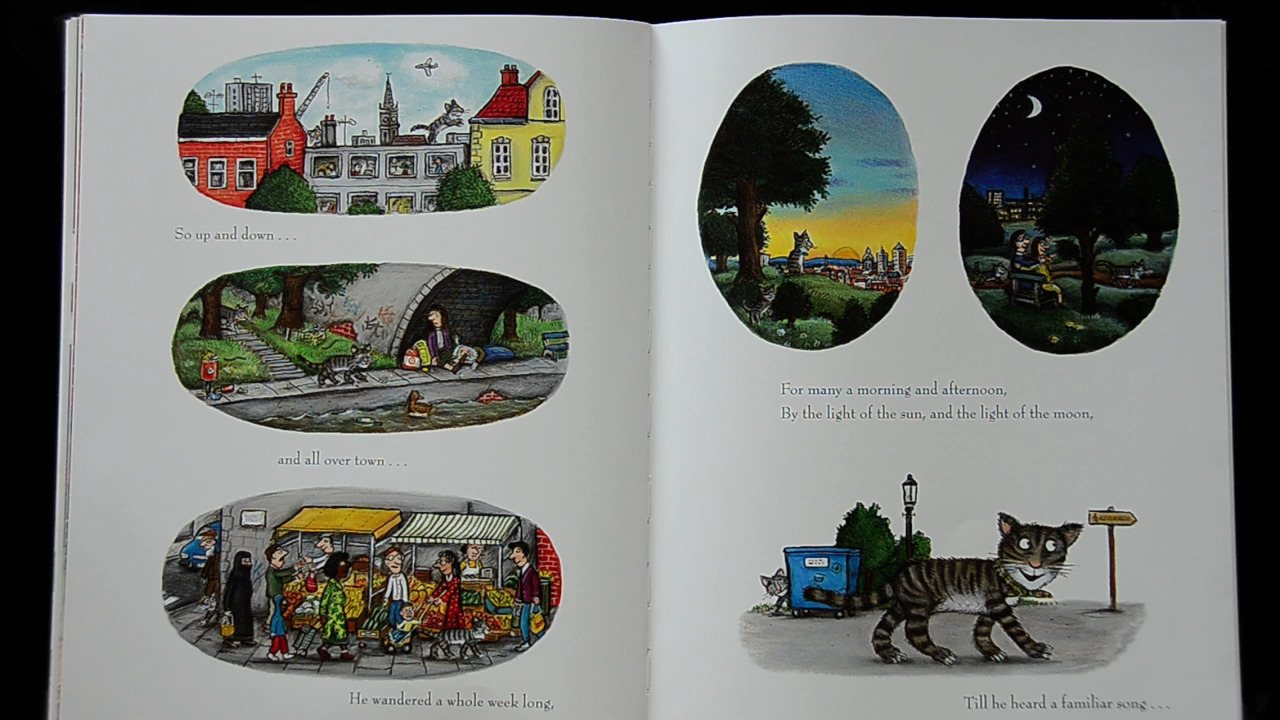 So up and down . . .
and all over town . . .
He wandered a whole week long,
For many a morning and afternoon,
By the light of the sun, and the light of the moon,
Till he heard a familiar song . . .